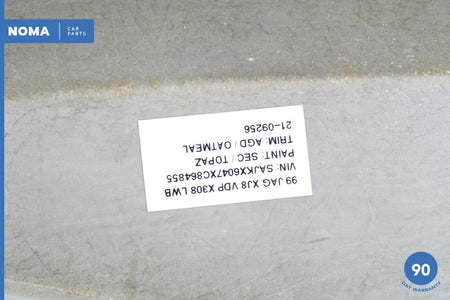 NOMA CAR
PARTS
99 JAG XJ8 VDP X308 LWB
VIN: SAJKX6047XC864855
PAINT: SEC / TOPAZ
TRIM: AGD / OATMEAL
21-09256
90
DAY WARRANTY